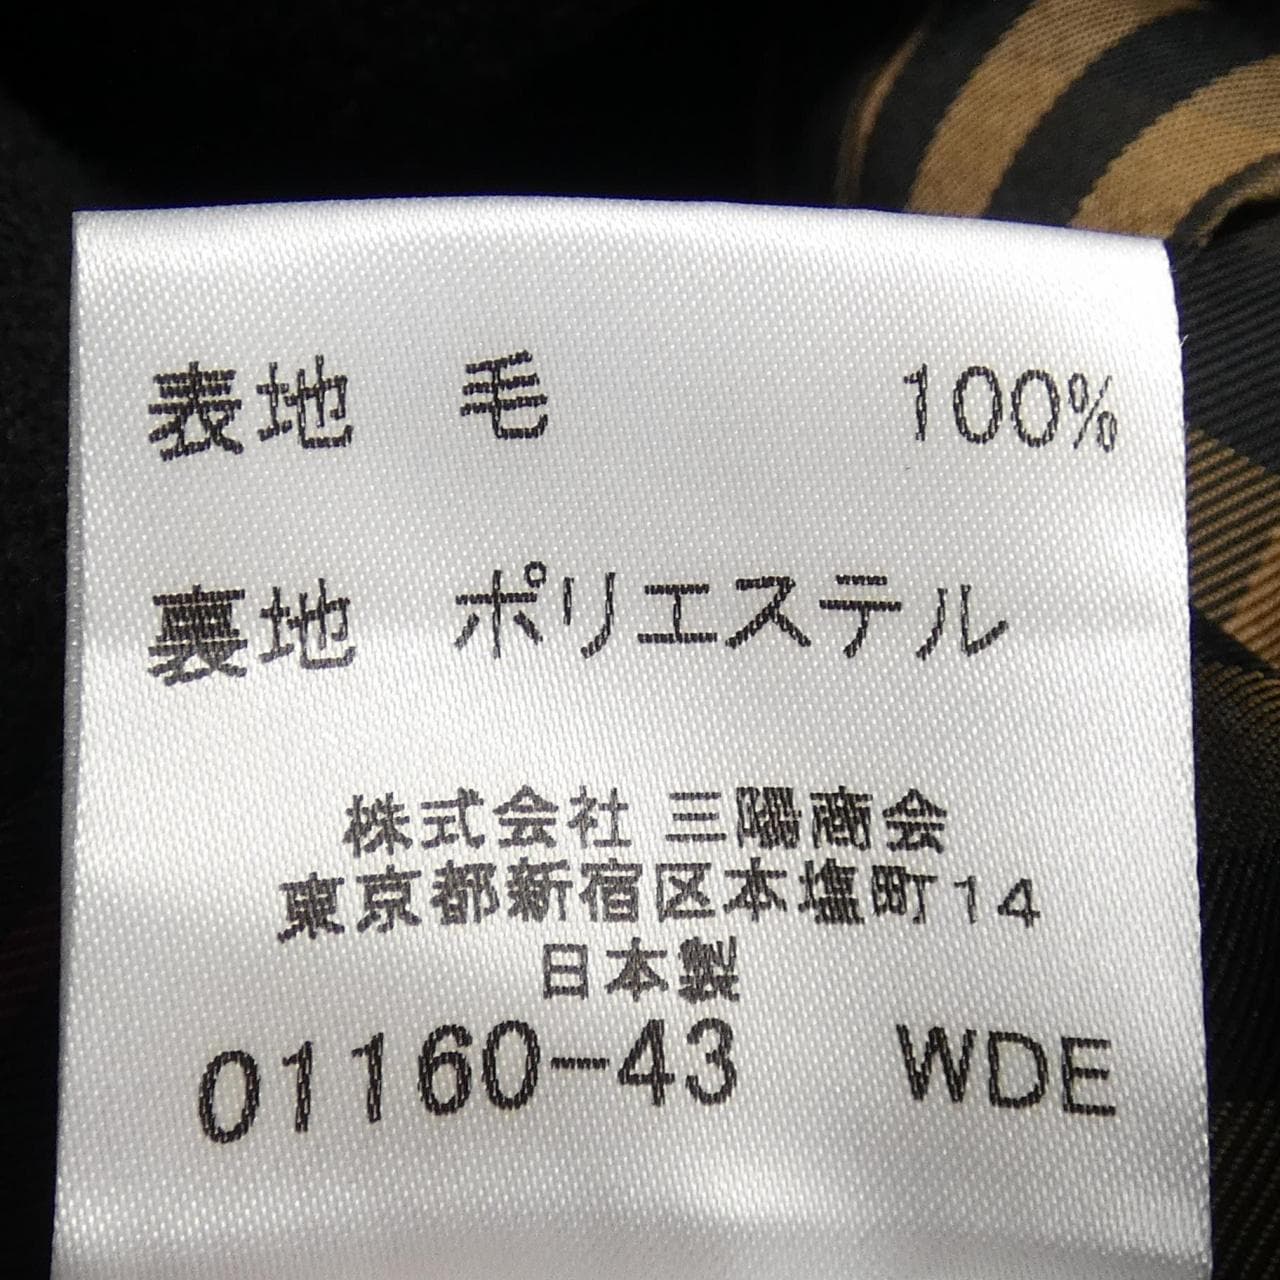 表地 毛 100%
裏地 ポリエステル
株式会社 三陽商会
東京都新宿区本塩町14
日本製
01160-43 WDE